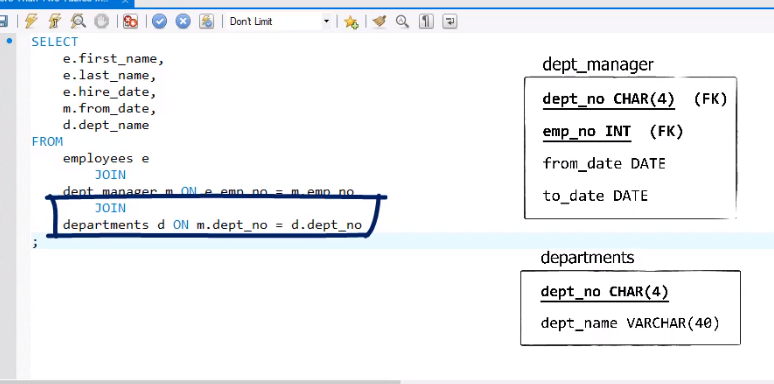 Don't Limit
SELECT
e.first_name,
e.last_name,
e.hire_date,
m.from_date,
d.dept_name
FROM
employees e
JOIN
dept_manager m ON e.emp_no = m.emp_no
JOIN
departments d ON m.dept_no = d.dept_no
;
dept_manager
dept_no CHAR(4) (FK)
emp_no INT (FK)
from_date DATE
to_date DATE
departments
dept_no CHAR(4)
dept_name VARCHAR(40)